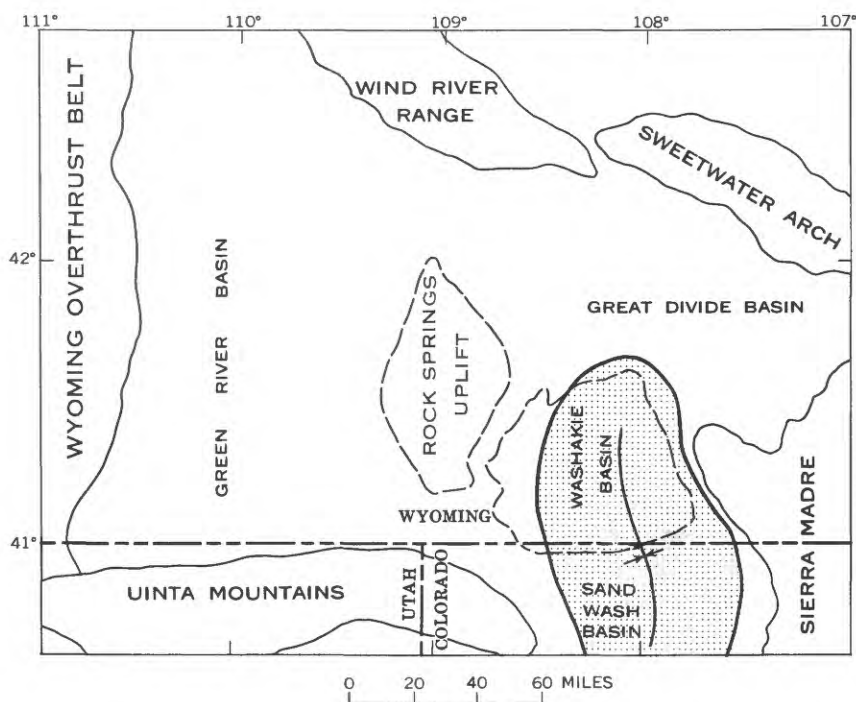 111° 110° 109° 108° 107°
WIND RIVER
RANGE
SWEETWATER ARCH
WYOMING OVERTHRUST BELT
42°
GREEN RIVER BASIN
ROCK SPRINGS
UPLIFT
GREAT DIVIDE BASIN
WASHAKIE
BASIN
WYOMING
41°
UINTA MOUNTAINS
UTAH
COLORADO
SAND
WASH
BASIN
SIERRA MADRE
0 20 40 60 MILES